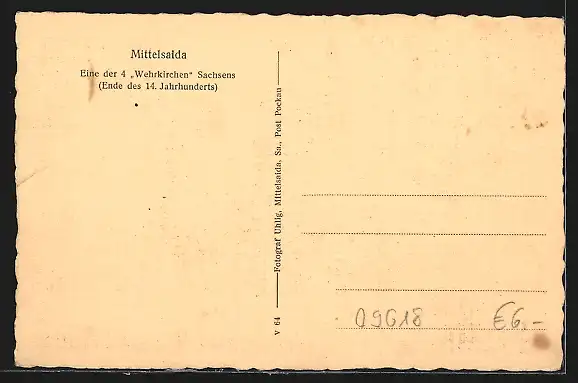 Mittelsaida
Eine der 4 „Wehrkirchen“ Sachsens
(Ende des 14. Jahrhunderts)
V 64 Fotograf Uhlig, Mittelsaida, Sa., Post Pockau
09618 €6,-